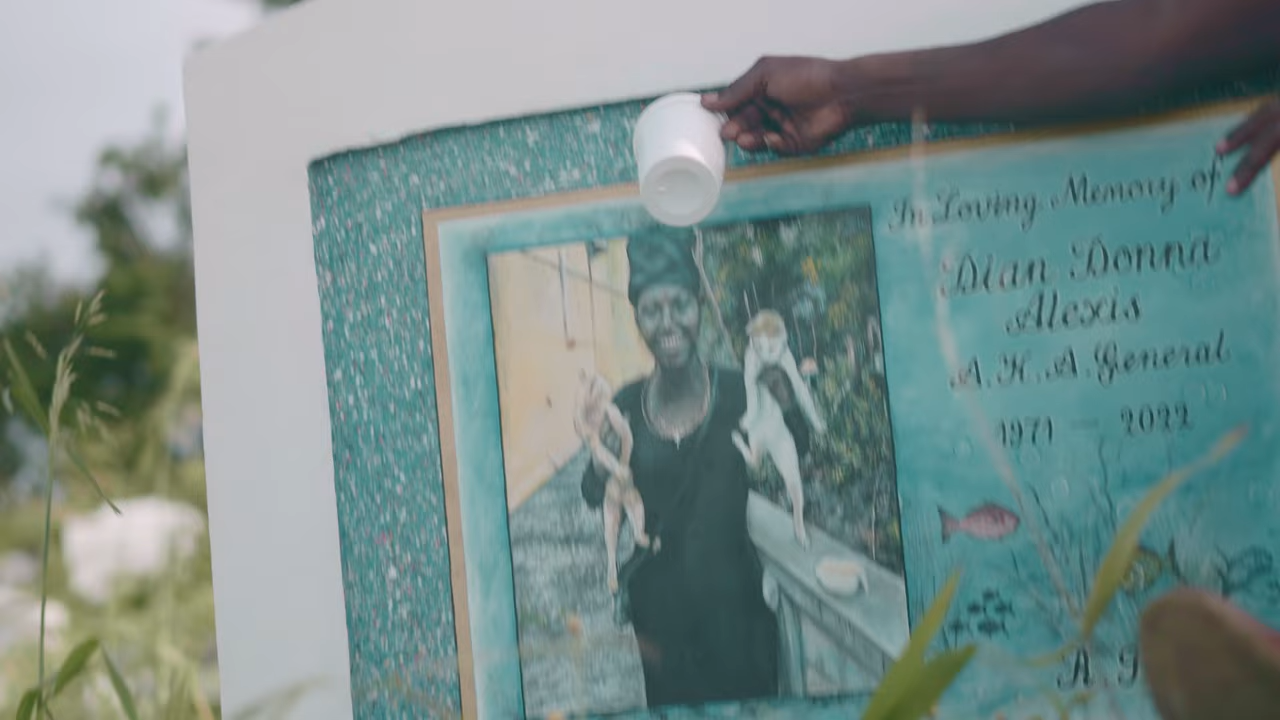 In Loving Memory of
Dian Donna
Alexis
A.K.A. General
1971 - 2022
R.